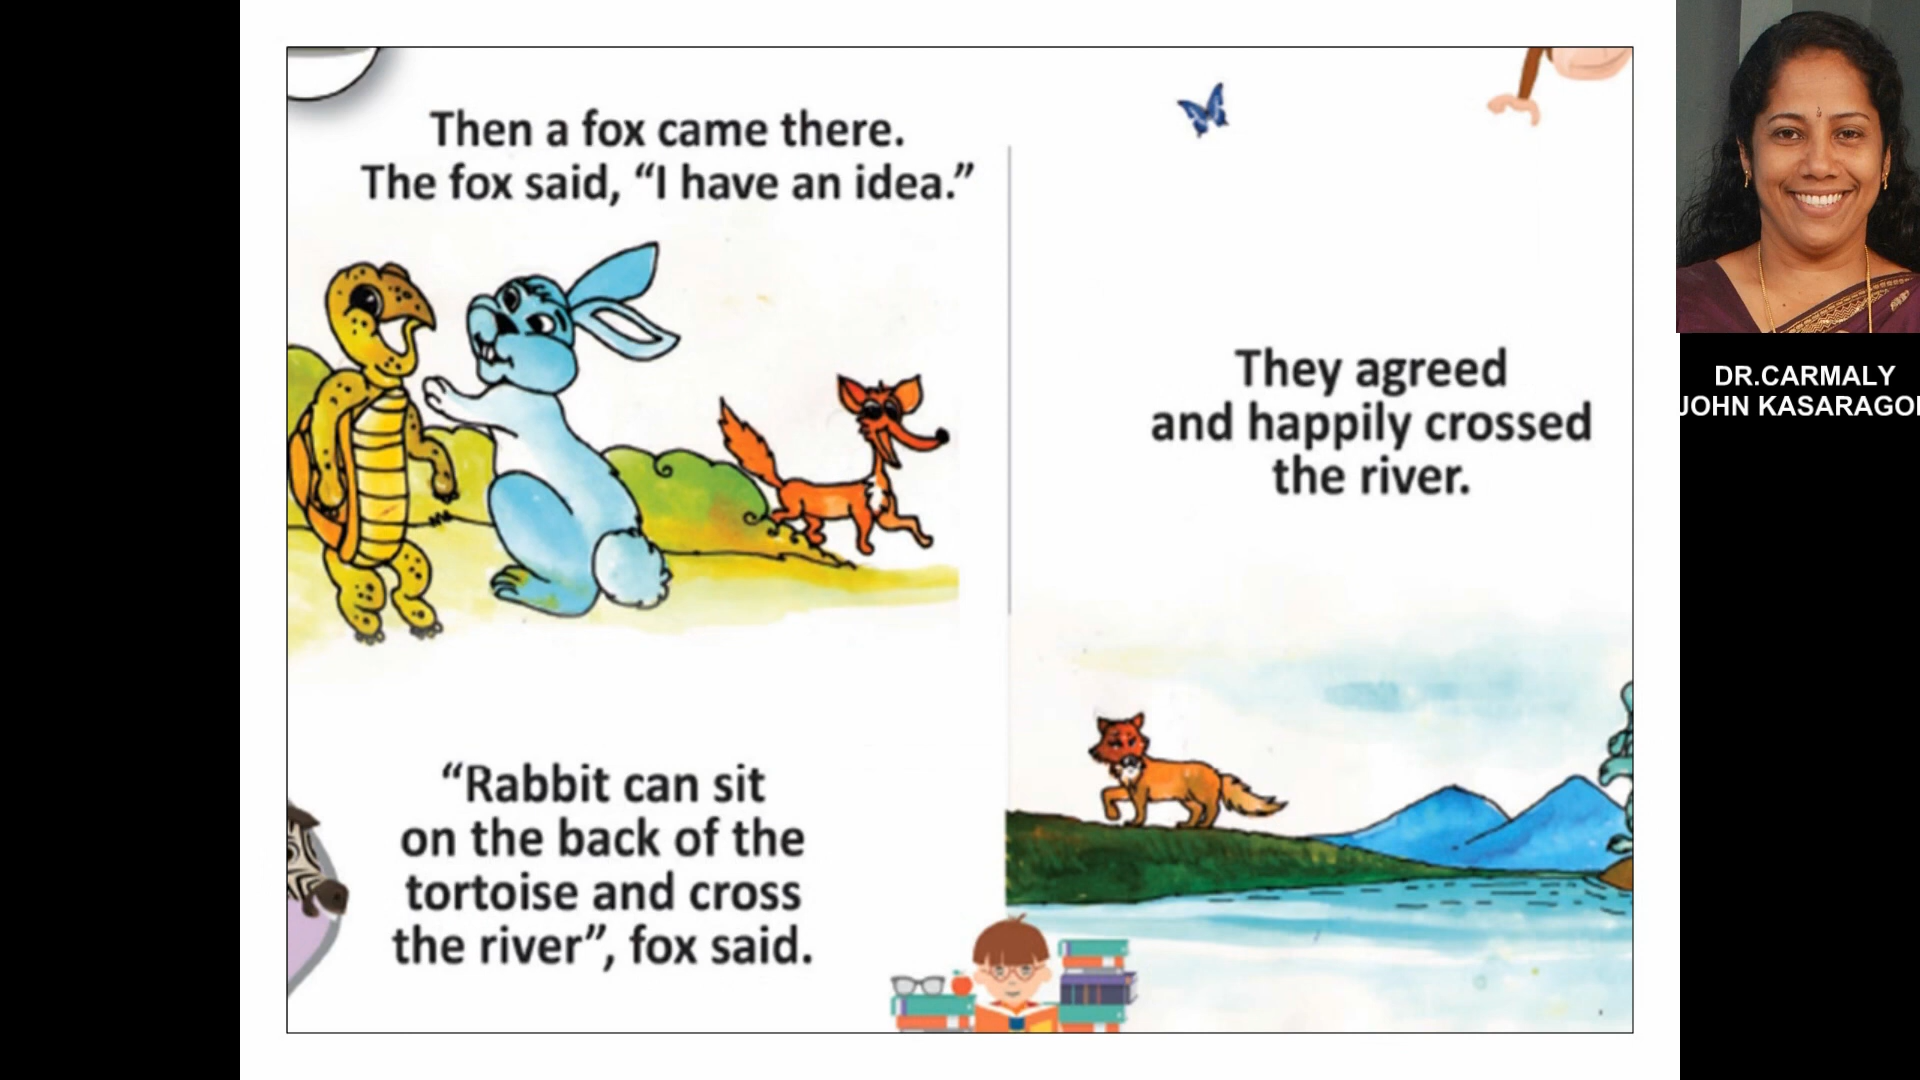 Then a fox came there.
The fox said, “I have an idea.”
“Rabbit can sit
on the back of the
tortoise and cross
the river”, fox said.
They agreed
and happily crossed
the river.
DR.CARMALY
JOHN KASARAGO